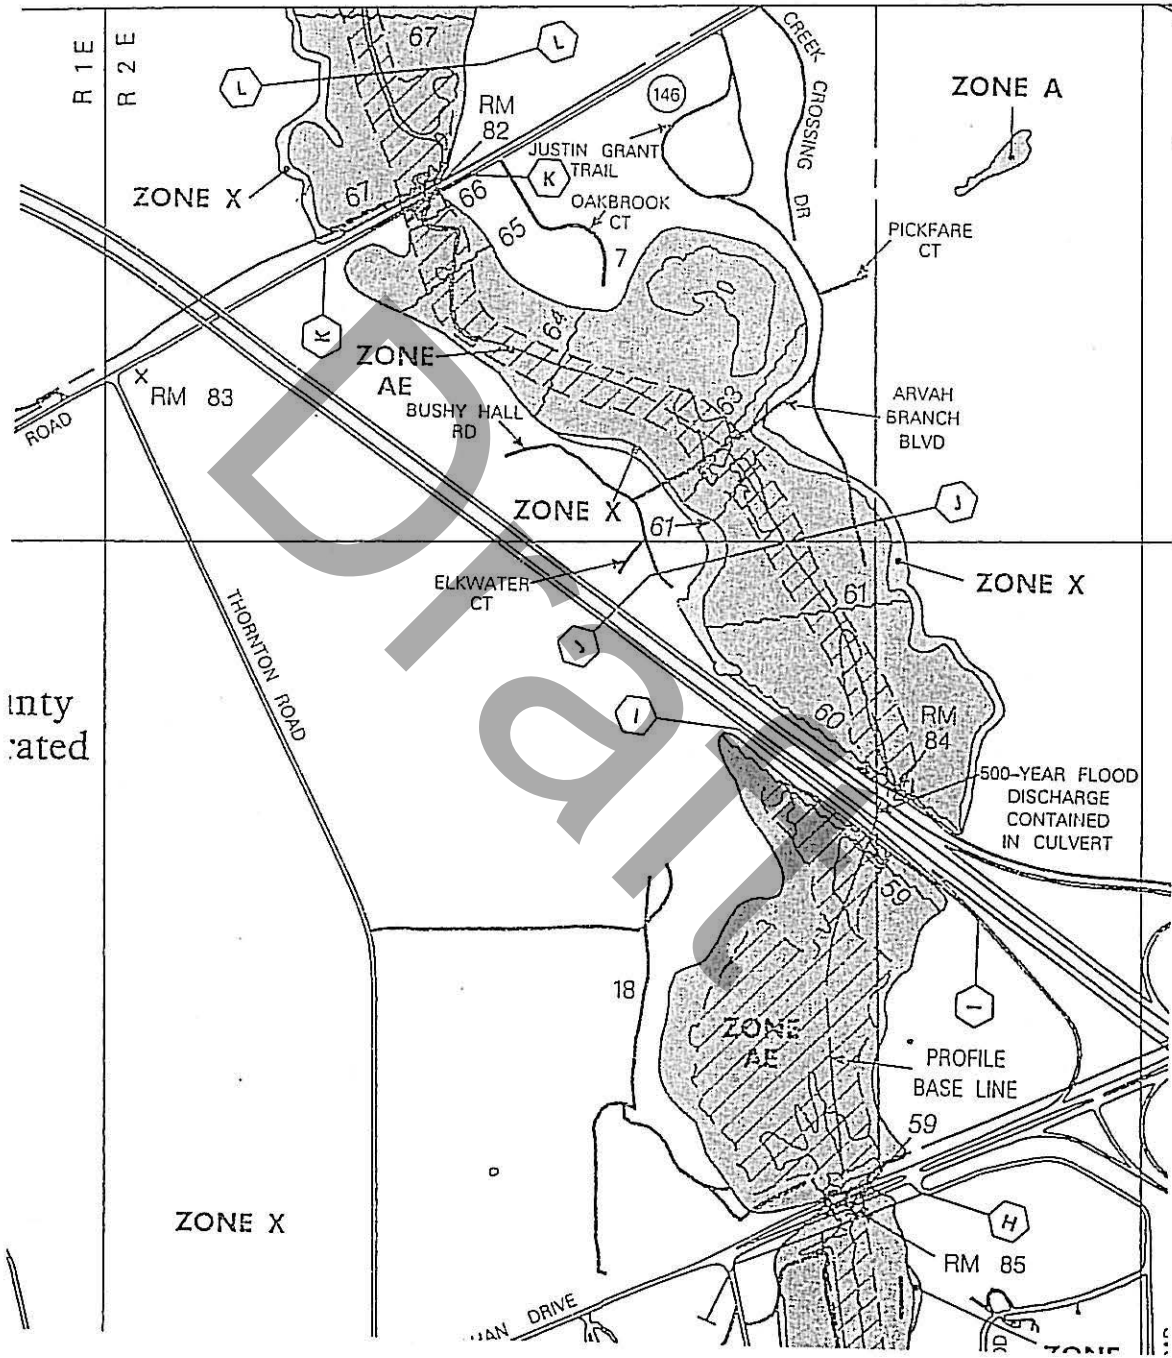 R 1 E
R 2 E
67
L
L
RM
82
146
CREEK CROSSING DR
ZONE A
JUSTIN GRANT
TRAIL
K
ZONE X
67
66
65
OAKBROOK
CT
7
PICKFARE
CT
K
64
ZONE
AE
RM 83
ROAD
BUSHY HALL
RD
63
ARVAH
BRANCH
BLVD
ZONE X
61
J
ELKWATER
CT
ZONE X
61
J
THORNTON ROAD
unty
rated
I
60
RM
84
500-YEAR FLOOD
DISCHARGE
CONTAINED
IN CULVERT
59
18
I
ZONE
AE
PROFILE
BASE LINE
59
ZONE X
H
RM 85
UAN DRIVE
ZONE
Draft